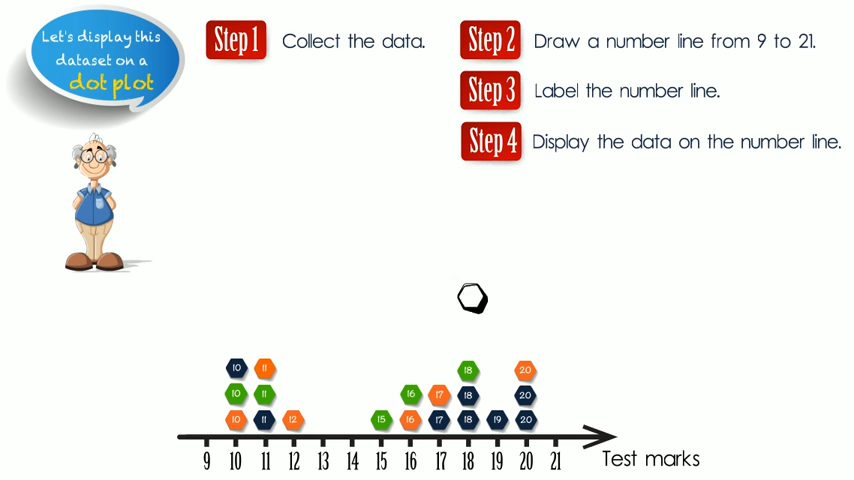 Let's display this
dataset on a
dot plot
Step 1 Collect the data.
Step 2 Draw a number line from 9 to 21.
Step 3 Label the number line.
Step 4 Display the data on the number line.
10 11 18 20
10 11 16 17 18 20
10 11 12 15 16 17 18 19 20
9 10 11 12 13 14 15 16 17 18 19 20 21
Test marks